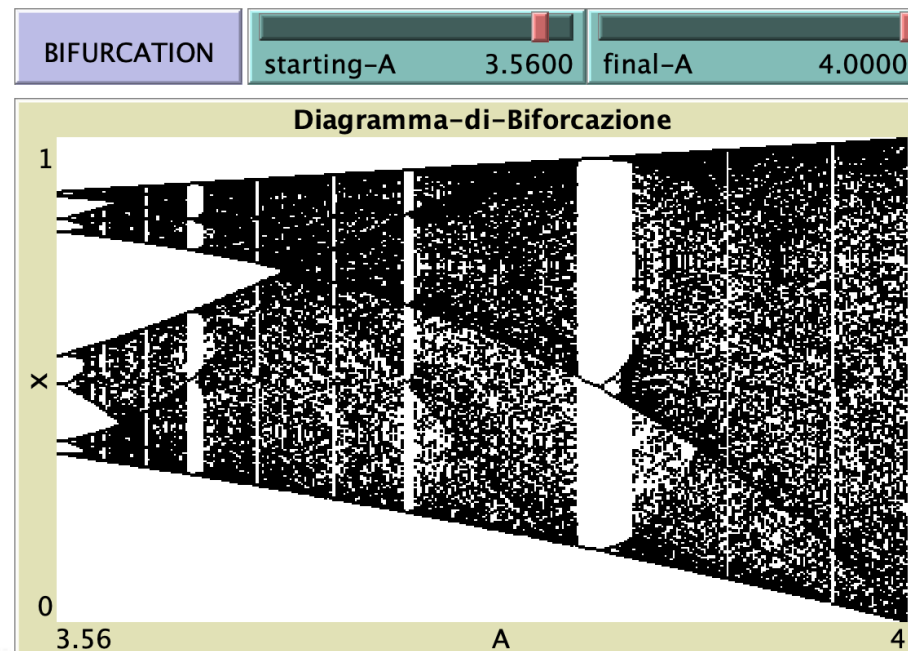 BIFURCATION
starting-A 3.5600
final-A 4.0000
Diagramma-di-Biforcazione
1
x
0
3.56 A 4